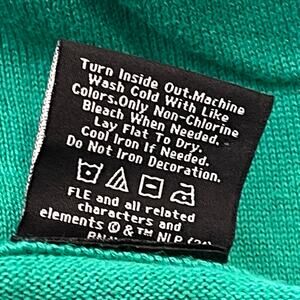 Turn Inside Out.Machine
Wash Cold With Like
Colors.Only Non-Chlorine
Bleach When Needed.
Lay Flat To Dry.
Cool Iron If Needed.
Do Not Iron Decoration.
FLE and all related
characters and
elements © & ™ NLP